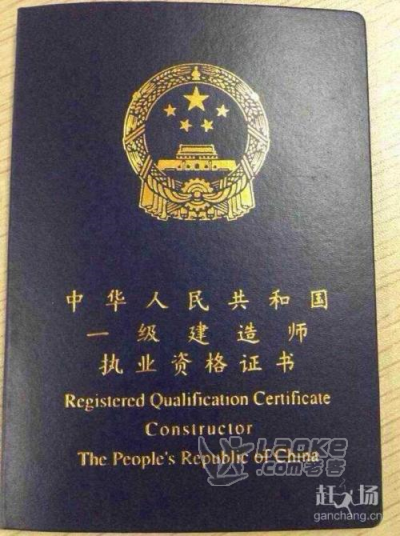 中华人民共和国
一级建造师
执业资格证书
Registered Qualification Certificate
Constructor
The People's Republic of China
Laoke
.com老客
赶场
ganchang.cn